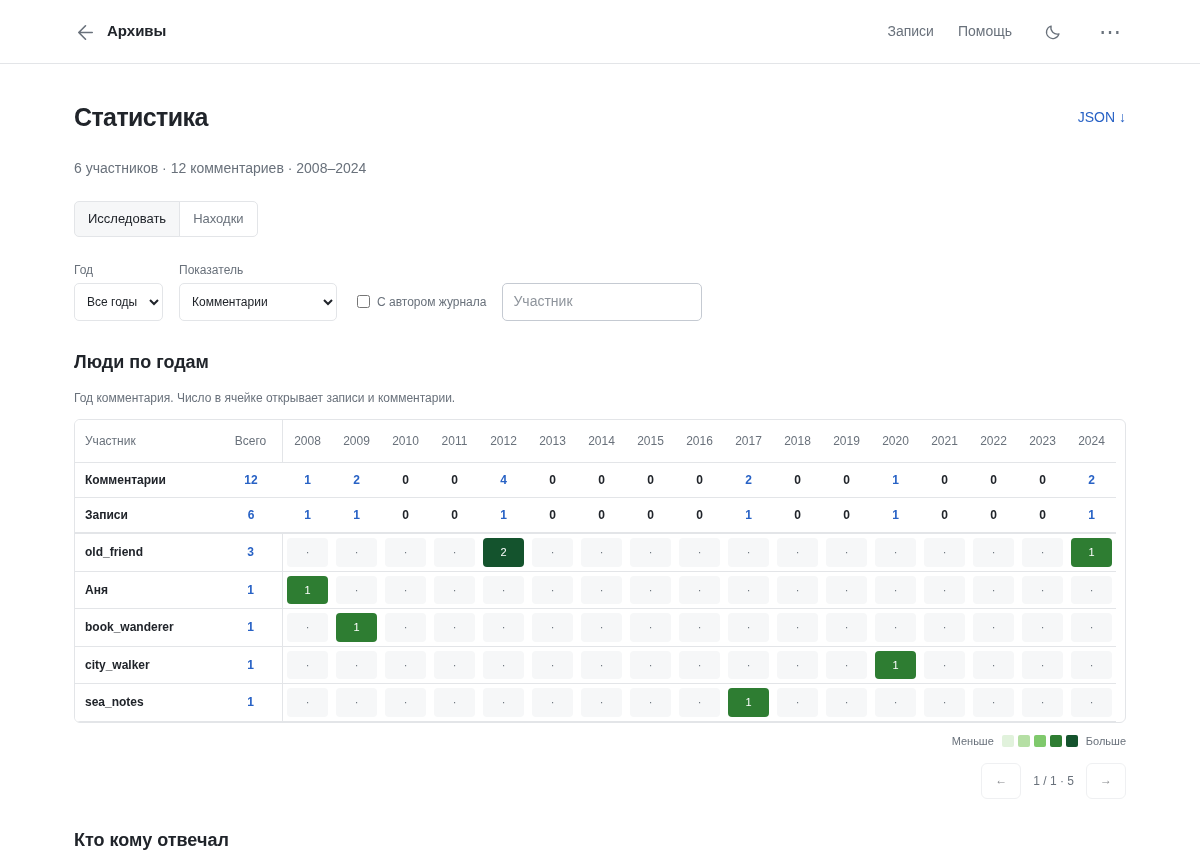 ← Архивы Записи Помощь ⋯
Статистика JSON ↓
6 участников · 12 комментариев · 2008–2024
Исследовать Находки
Год Показатель
Все годы Комментарии С автором журнала Участник
Люди по годам
Год комментария. Число в ячейке открывает записи и комментарии.
Участник Всего 2008 2009 2010 2011 2012 2013 2014 2015 2016 2017 2018 2019 2020 2021 2022 2023 2024
Комментарии 12 1 2 0 0 4 0 0 0 0 2 0 0 1 0 0 0 2
Записи 6 1 1 0 0 1 0 0 0 0 1 0 0 1 0 0 0 1
old_friend 3 · · · · 2 · · · · · · · · · · · 1
Аня 1 1 · · · · · · · · · · · · · · · ·
book_wanderer 1 · 1 · · · · · · · · · · · · · · ·
city_walker 1 · · · · · · · · · · · · 1 · · · ·
sea_notes 1 · · · · · · · · · 1 · · · · · · ·
Меньше Больше
← 1 / 1 · 5 →
Кто кому отвечал